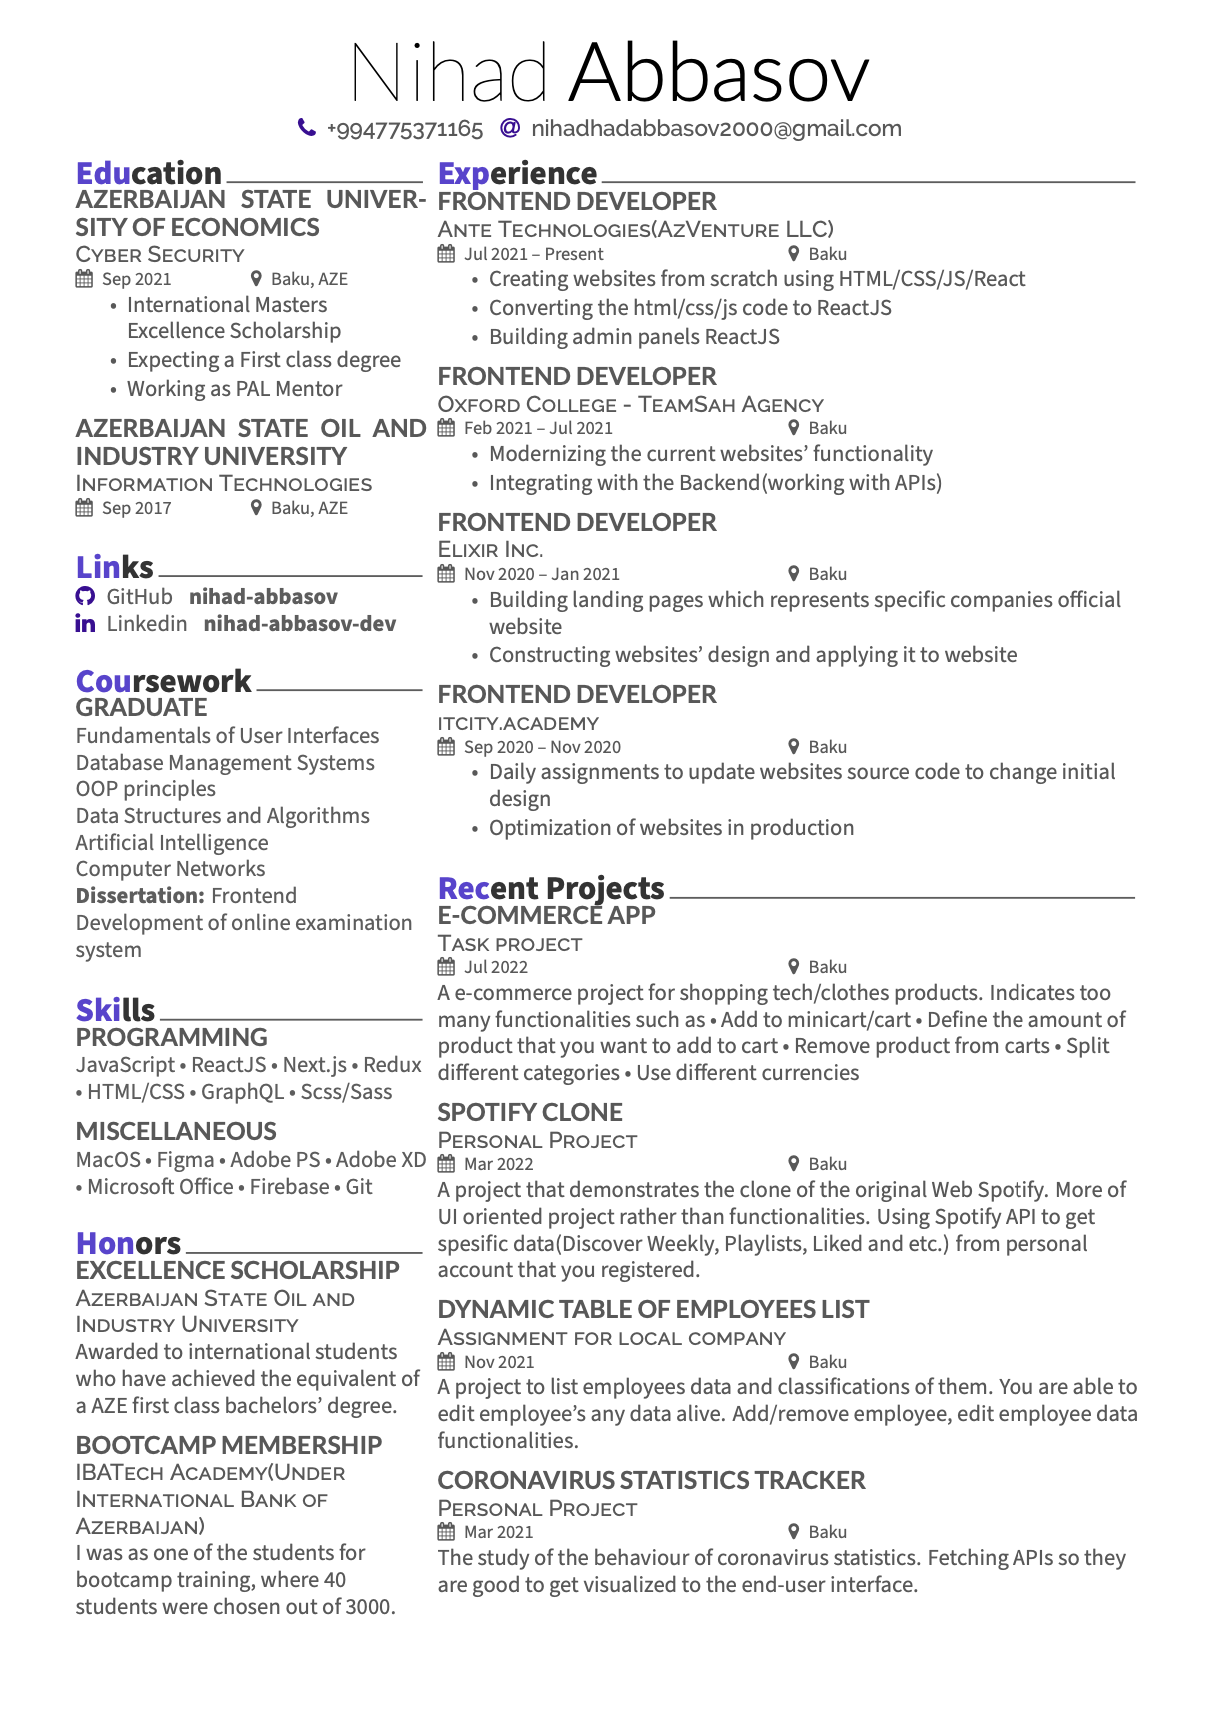 Nihad Abbasov
+994775371165 nihadhadabbasov2000@gmail.com
Education
AZERBAIJAN STATE UNIVER-
SITY OF ECONOMICS
Cyber Security
Sep 2021 Baku, AZE
• International Masters
Excellence Scholarship
• Expecting a First class degree
• Working as PAL Mentor
AZERBAIJAN STATE OIL AND
INDUSTRY UNIVERSITY
Information Technologies
Sep 2017 Baku, AZE
Links
GitHub nihad-abbasov
Linkedin nihad-abbasov-dev
Coursework
GRADUATE
Fundamentals of User Interfaces
Database Management Systems
OOP principles
Data Structures and Algorithms
Artificial Intelligence
Computer Networks
Dissertation: Frontend
Development of online examination
system
Skills
PROGRAMMING
JavaScript • ReactJS • Next.js • Redux
• HTML/CSS • GraphQL • Scss/Sass
MISCELLANEOUS
MacOS • Figma • Adobe PS • Adobe XD
• Microsoft Office • Firebase • Git
Honors
EXCELLENCE SCHOLARSHIP
Azerbaijan State Oil and
Industry University
Awarded to international students
who have achieved the equivalent of
a AZE first class bachelors' degree.
BOOTCAMP MEMBERSHIP
IBATech Academy(Under
International Bank of
Azerbaijan)
I was as one of the students for
bootcamp training, where 40
students were chosen out of 3000.
Experience
FRONTEND DEVELOPER
Ante Technologies(AzVenture LLC)
Jul 2021 – Present Baku
• Creating websites from scratch using HTML/CSS/JS/React
• Converting the html/css/js code to ReactJS
• Building admin panels ReactJS
FRONTEND DEVELOPER
Oxford College - TeamSah Agency
Feb 2021 – Jul 2021 Baku
• Modernizing the current websites' functionality
• Integrating with the Backend(working with APIs)
FRONTEND DEVELOPER
Elixir Inc.
Nov 2020 – Jan 2021 Baku
• Building landing pages which represents specific companies official
website
• Constructing websites' design and applying it to website
FRONTEND DEVELOPER
itcity.academy
Sep 2020 – Nov 2020 Baku
• Daily assignments to update websites source code to change initial
design
• Optimization of websites in production
Recent Projects
E-COMMERCE APP
Task project
Jul 2022 Baku
A e-commerce project for shopping tech/clothes products. Indicates too
many functionalities such as • Add to minicart/cart • Define the amount of
product that you want to add to cart • Remove product from carts • Split
different categories • Use different currencies
SPOTIFY CLONE
Personal Project
Mar 2022 Baku
A project that demonstrates the clone of the original Web Spotify. More of
UI oriented project rather than functionalities. Using Spotify API to get
spesific data(Discover Weekly, Playlists, Liked and etc.) from personal
account that you registered.
DYNAMIC TABLE OF EMPLOYEES LIST
Assignment for local company
Nov 2021 Baku
A project to list employees data and classifications of them. You are able to
edit employee's any data alive. Add/remove employee, edit employee data
functionalities.
CORONAVIRUS STATISTICS TRACKER
Personal Project
Mar 2021 Baku
The study of the behaviour of coronavirus statistics. Fetching APIs so they
are good to get visualized to the end-user interface.